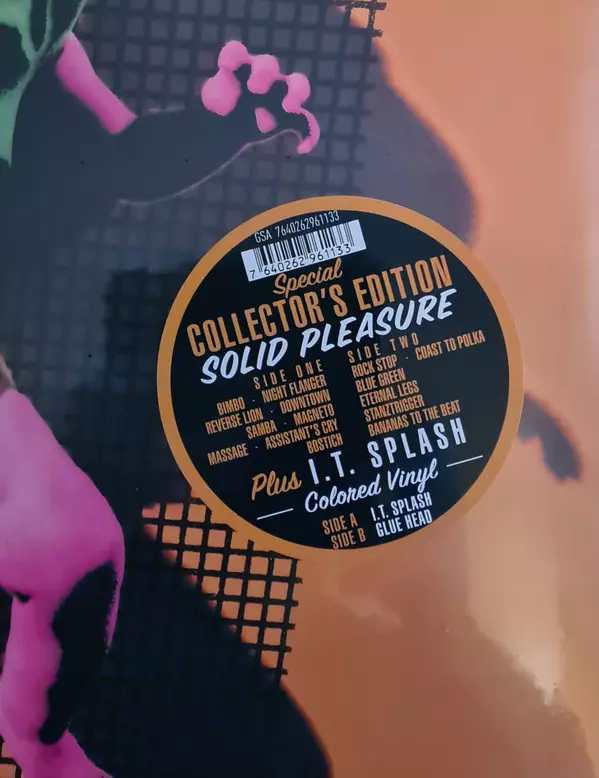 GSA 7640262961133
7 640262 961133
Special
COLLECTOR'S EDITION
SOLID PLEASURE
SIDE ONE
BIMBO · NIGHT FLANGER
REVERSE LION · DOWNTOWN
SAMBA · MAGNETO
MASSAGE · ASSISTANT'S CRY
BOSTICH
SIDE TWO
ROCK STOP · COAST TO POLKA
BLUE GREEN
ETERNAL LEGS
STANZTRIGGER
BANANAS TO THE BEAT
Plus I.T. SPLASH
Colored Vinyl
SIDE A I.T. SPLASH
SIDE B GLUE HEAD